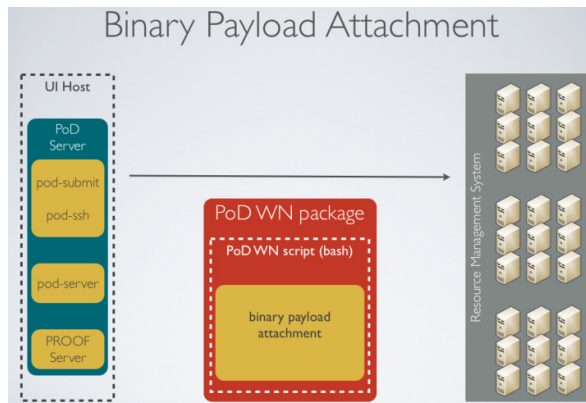 Binary Payload Attachment
UI Host
PoD
Server
pod-submit
pod-ssh
pod-server
PROOF
Server
PoD WN package
PoD WN script (bash)
binary payload
attachment
Resource Management System